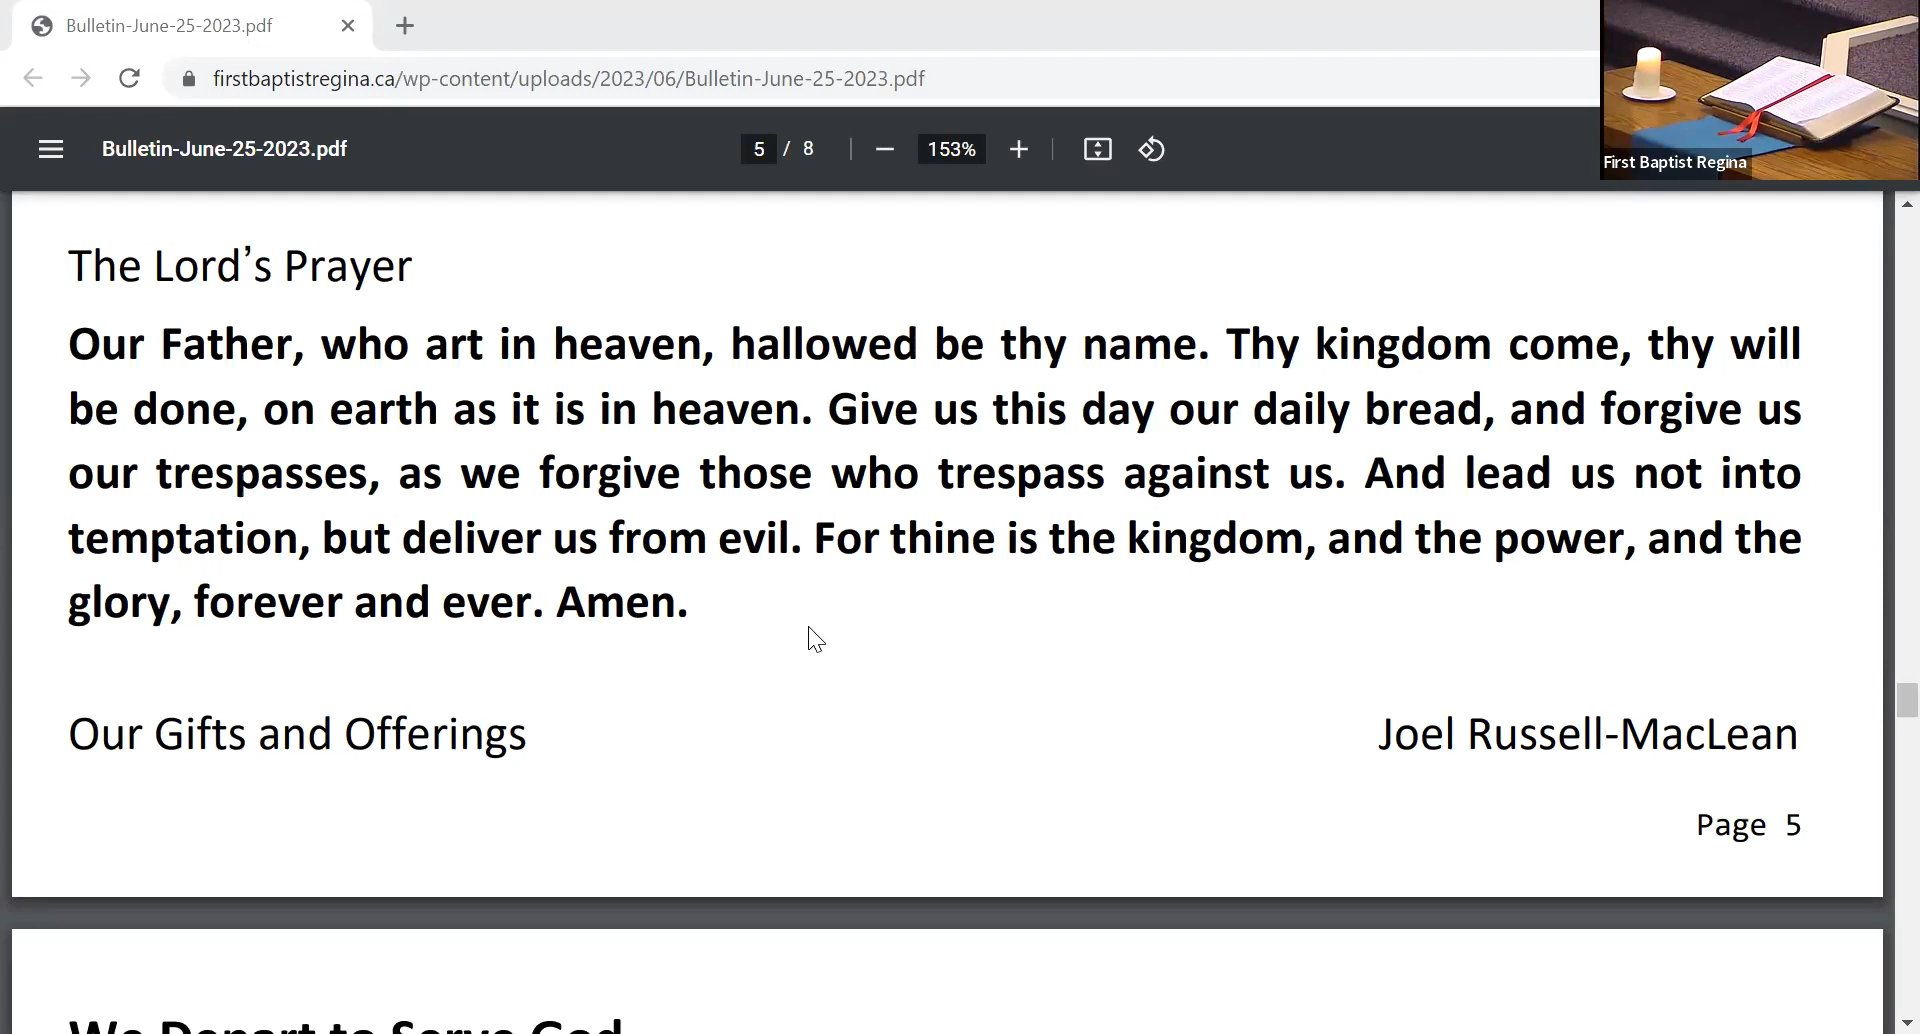 Bulletin-June-25-2023.pdf
firstbaptistregina.ca/wp-content/uploads/2023/06/Bulletin-June-25-2023.pdf
Bulletin-June-25-2023.pdf
5 / 8
153%
First Baptist Regina
The Lord’s Prayer
Our Father, who art in heaven, hallowed be thy name. Thy kingdom come, thy will
be done, on earth as it is in heaven. Give us this day our daily bread, and forgive us
our trespasses, as we forgive those who trespass against us. And lead us not into
temptation, but deliver us from evil. For thine is the kingdom, and the power, and the
glory, forever and ever. Amen.
Our Gifts and Offerings
Joel Russell-MacLean
Page 5
We Depart to Serve God